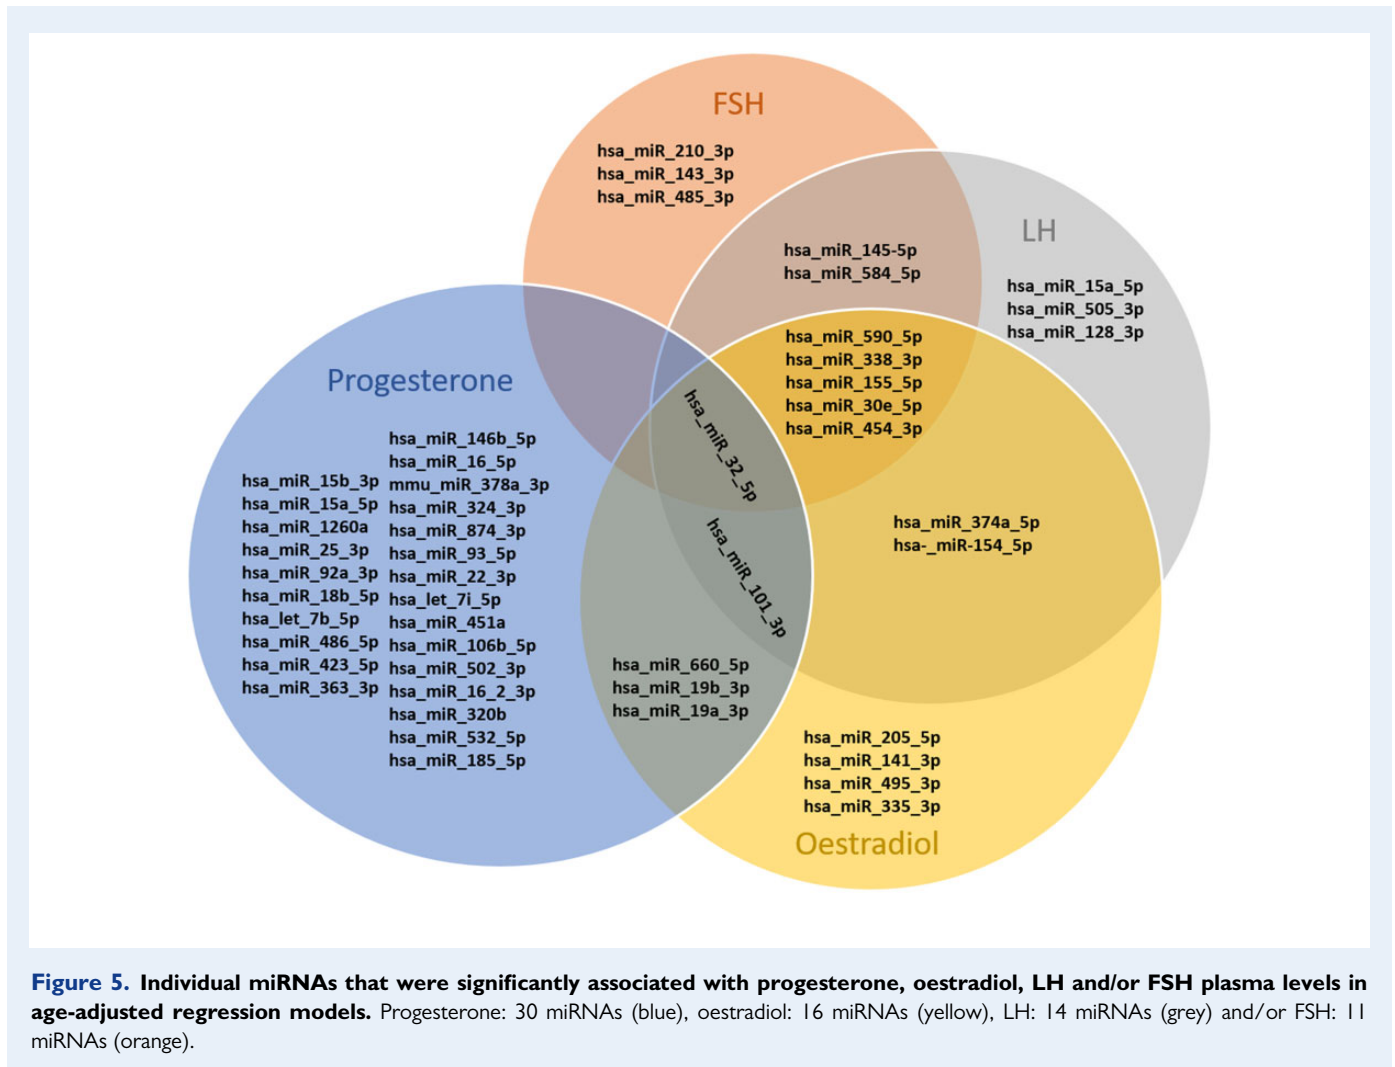 FSH
hsa_miR_210_3p
hsa_miR_143_3p
hsa_miR_485_3p
LH
hsa_miR_145-5p
hsa_miR_584_5p
hsa_miR_15a_5p
hsa_miR_505_3p
hsa_miR_128_3p
hsa_miR_590_5p
hsa_miR_338_3p
hsa_miR_155_5p
hsa_miR_30e_5p
hsa_miR_454_3p
Progesterone
hsa_miR_15b_3p
hsa_miR_15a_5p
hsa_miR_1260a
hsa_miR_25_3p
hsa_miR_92a_3p
hsa_miR_18b_5p
hsa_let_7b_5p
hsa_miR_486_5p
hsa_miR_423_5p
hsa_miR_363_3p
hsa_miR_146b_5p
hsa_miR_16_5p
mmu_miR_378a_3p
hsa_miR_324_3p
hsa_miR_874_3p
hsa_miR_93_5p
hsa_miR_22_3p
hsa_let_7i_5p
hsa_miR_451a
hsa_miR_106b_5p
hsa_miR_502_3p
hsa_miR_16_2_3p
hsa_miR_320b
hsa_miR_532_5p
hsa_miR_185_5p
hsa_miR_32_5p
hsa_miR_101_3p
hsa_miR_374a_5p
hsa-_miR-154_5p
hsa_miR_660_5p
hsa_miR_19b_3p
hsa_miR_19a_3p
hsa_miR_205_5p
hsa_miR_141_3p
hsa_miR_495_3p
hsa_miR_335_3p
Oestradiol
Figure 5. Individual miRNAs that were significantly associated with progesterone, oestradiol, LH and/or FSH plasma levels in
age-adjusted regression models. Progesterone: 30 miRNAs (blue), oestradiol: 16 miRNAs (yellow), LH: 14 miRNAs (grey) and/or FSH: 11
miRNAs (orange).